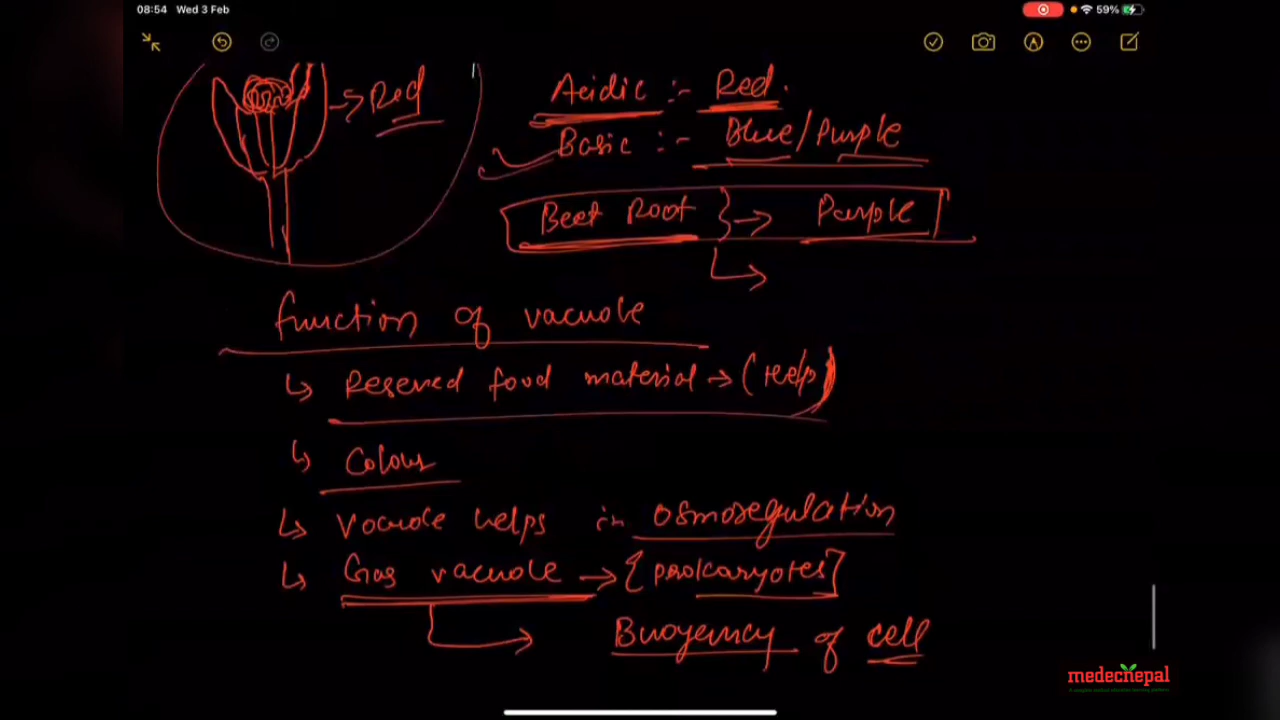 08:54 Wed 3 Feb
59%
Red
Acidic :- Red.
Basic :- Blue/Purple
Beet Root } → Purple
function of vacuole
↳ Reserved food material → (Help)
↳ Colour
↳ Vacuole helps in osmoregulation
↳ Gas vacuole → {prokaryotes}
Buoyency of cell
medecnepal